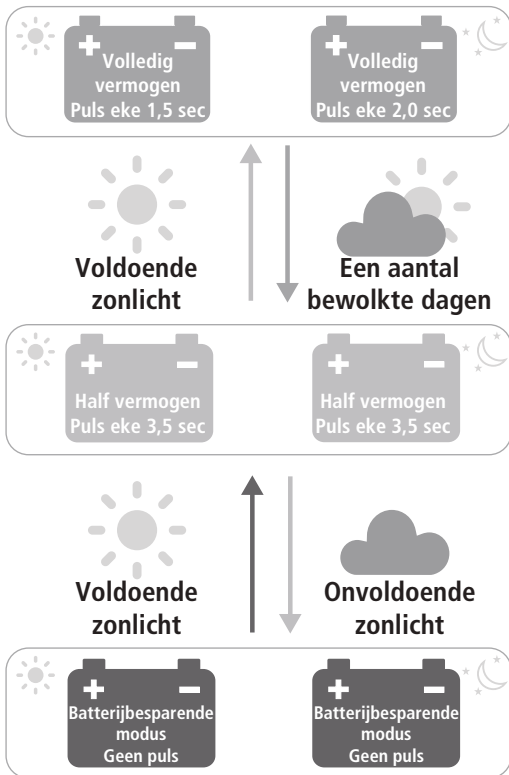 Volledig
vermogen
Puls eke 1,5 sec
Volledig
vermogen
Puls eke 2,0 sec
Voldoende
zonlicht
Een aantal
bewolkte dagen
Half vermogen
Puls eke 3,5 sec
Half vermogen
Puls eke 3,5 sec
Voldoende
zonlicht
Onvoldoende
zonlicht
Batterijbesparende
modus
Geen puls
Batterijbesparende
modus
Geen puls